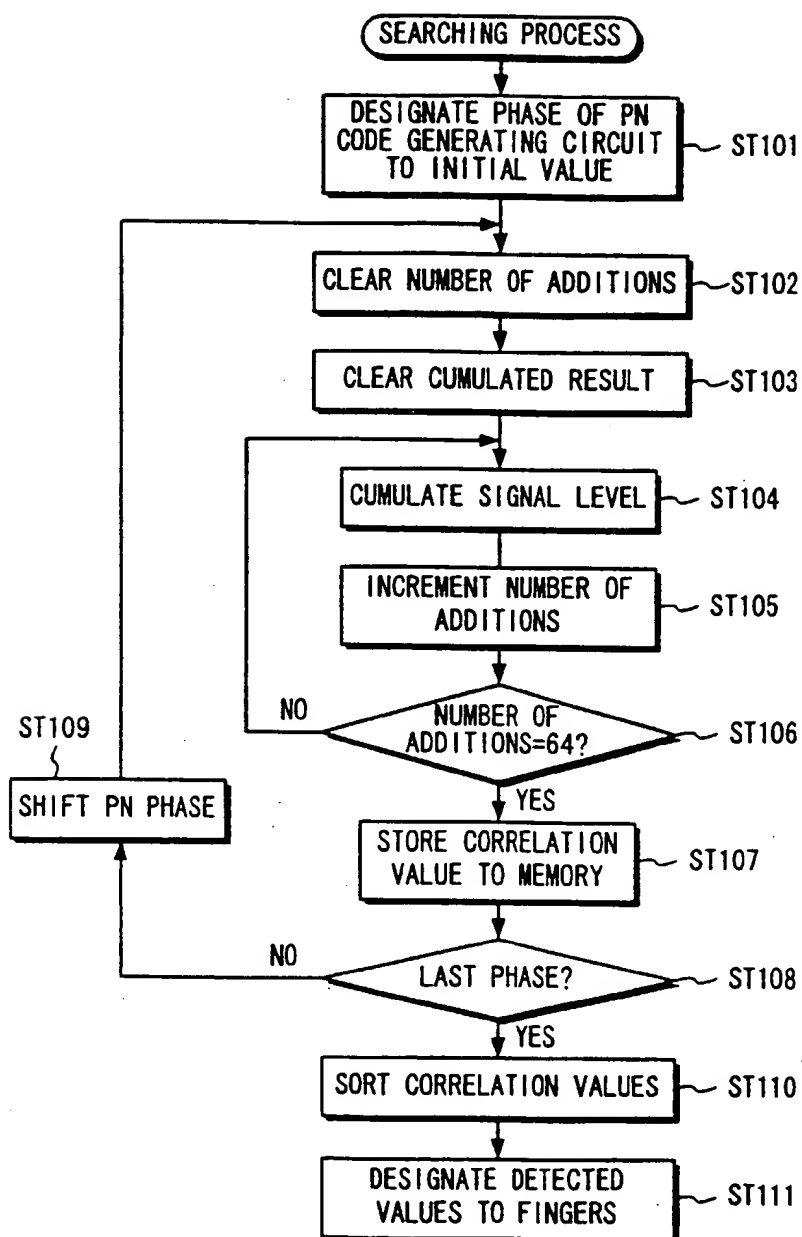 SEARCHING PROCESS
DESIGNATE PHASE OF PN
CODE GENERATING CIRCUIT
TO INITIAL VALUE
ST101
CLEAR NUMBER OF ADDITIONS
ST102
CLEAR CUMULATED RESULT
ST103
CUMULATE SIGNAL LEVEL
ST104
INCREMENT NUMBER OF
ADDITIONS
ST105
NUMBER OF
ADDITIONS=64?
ST106
NO
YES
ST109
SHIFT PN PHASE
STORE CORRELATION
VALUE TO MEMORY
ST107
LAST PHASE?
ST108
NO
YES
SORT CORRELATION VALUES
ST110
DESIGNATE DETECTED
VALUES TO FINGERS
ST111